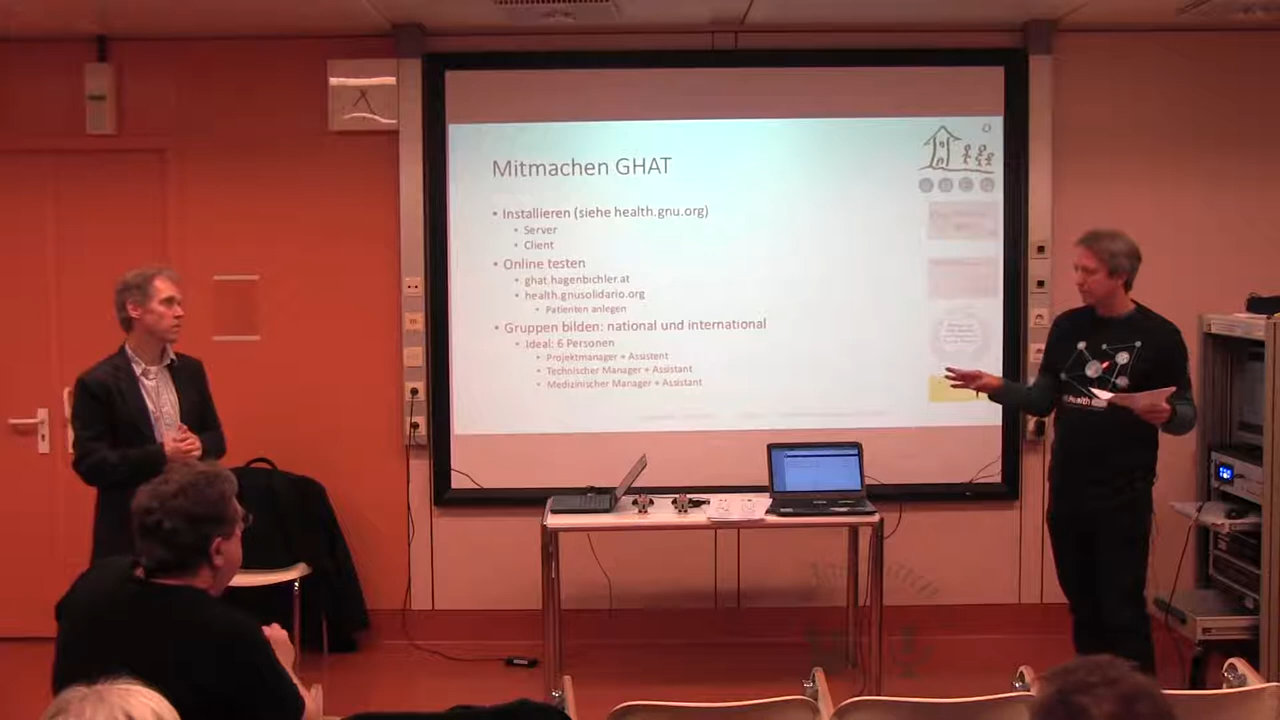 Mitmachen GHAT
• Installieren (siehe health.gnu.org)
• Server
• Client
• Online testen
• ghat.hagenbichler.at
• health.gnusolidario.org
• Patienten anlegen
• Gruppen bilden: national und international
• Ideal: 6 Personen
• Projektmanager + Assistent
• Technischer Manager + Assistant
• Medizinischer Manager + Assistant
Health